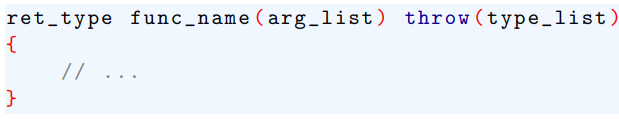 ret_type func_name(arg_list) throw(type_list)
{
// ...
}